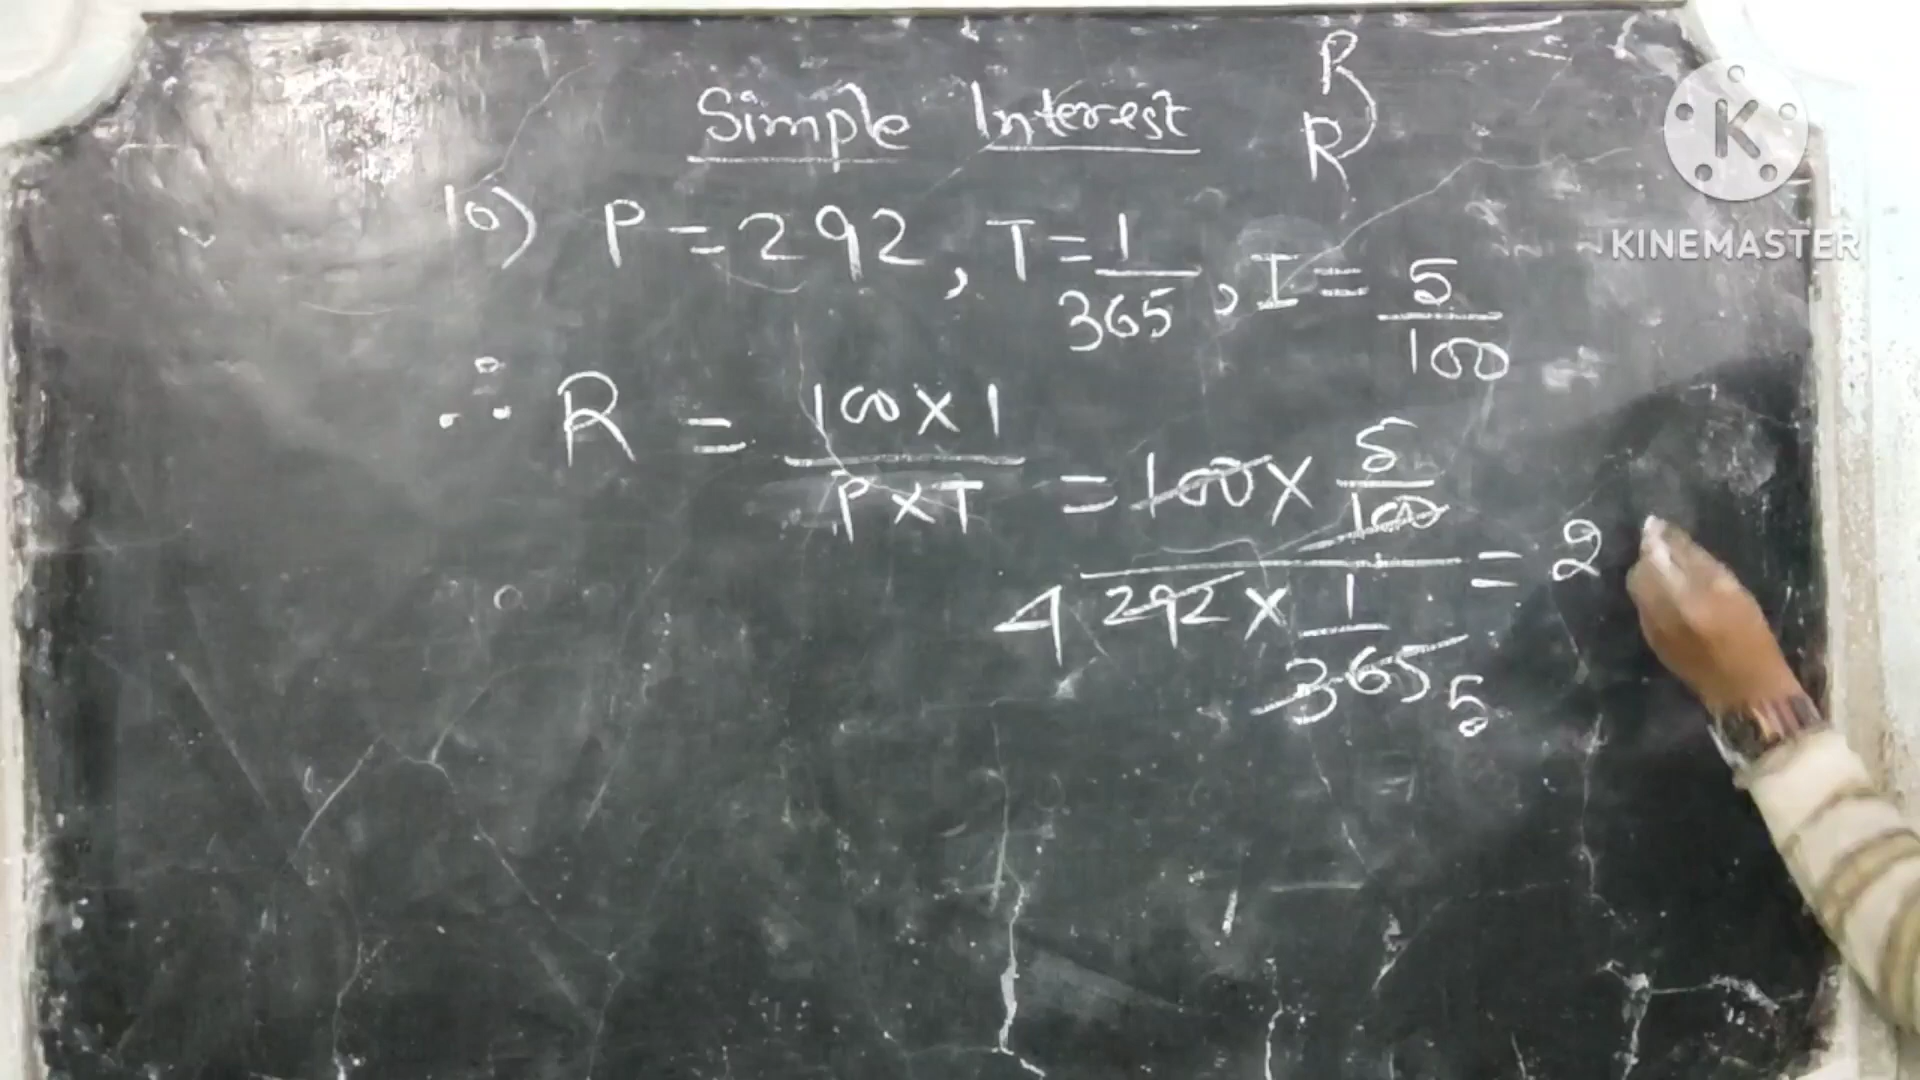 R
Simple Interest R
10) P = 292, T = 1/365, I = 5/100
∴ R = 100 X 1 / P X T = 100 X 5/100 / 4 292 X 1/365 5 = 2
KINEMASTER